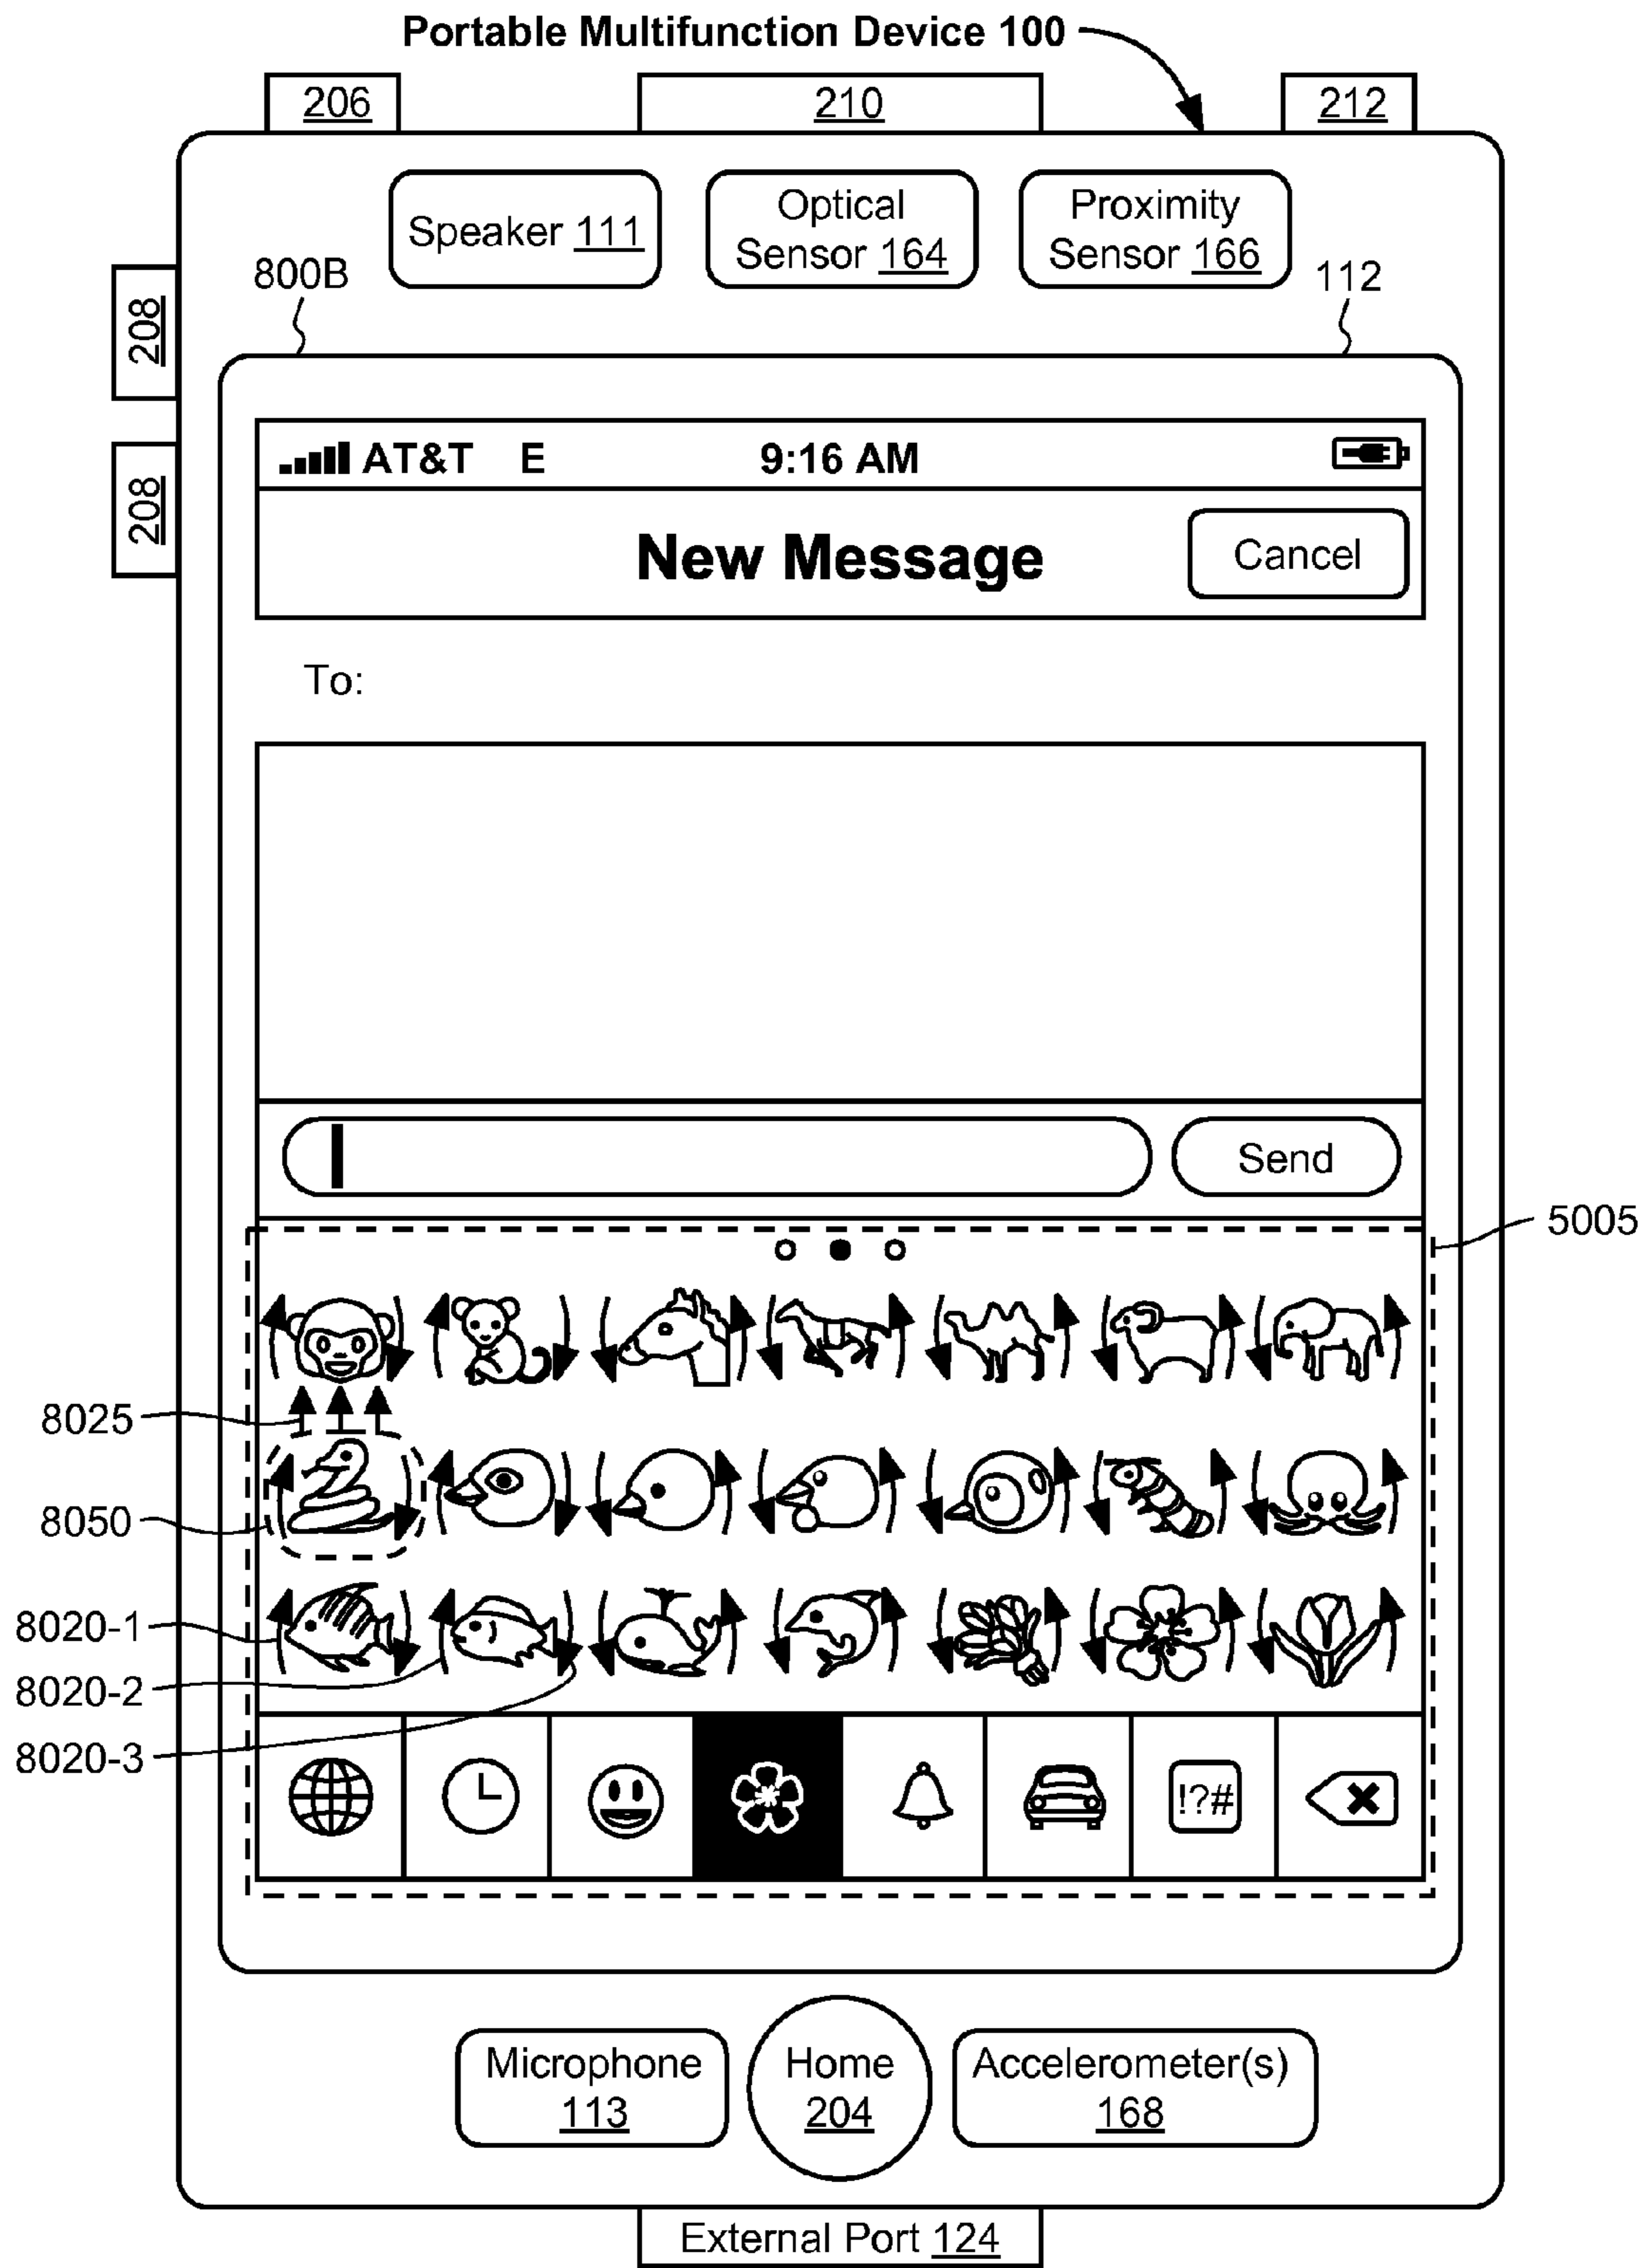 Portable Multifunction Device 100
206
210
212
Speaker 111
Optical
Sensor 164
Proximity
Sensor 166
800B
112
208
208
AT&T E 9:16 AM
New Message
Cancel
To:
Send
5005
8025
8050
8020-1
8020-2
8020-3
!?#
Microphone
113
Home
204
Accelerometer(s)
168
External Port 124